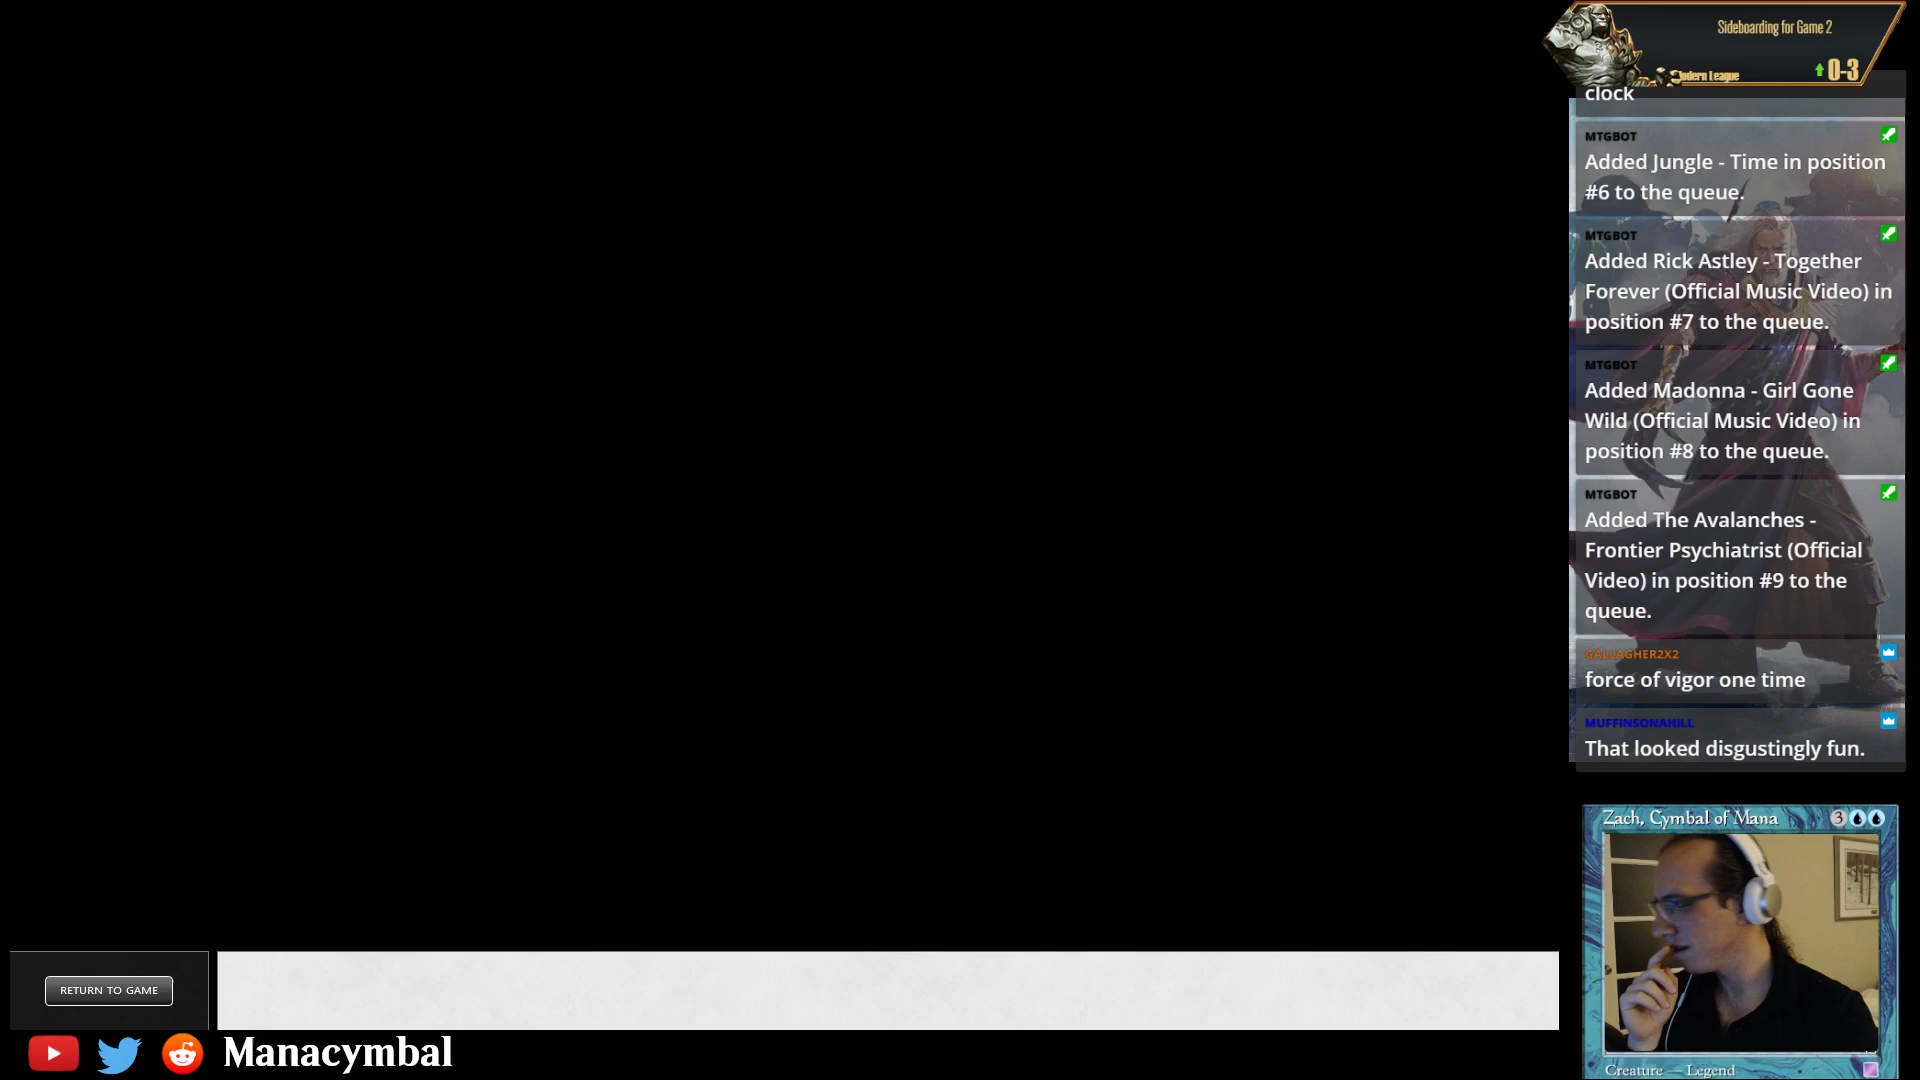 Sideboarding for Game 2
Modern League
0-3
clock
MTGBOT
Added Jungle - Time in position
#6 to the queue.
MTGBOT
Added Rick Astley - Together
Forever (Official Music Video) in
position #7 to the queue.
MTGBOT
Added Madonna - Girl Gone
Wild (Official Music Video) in
position #8 to the queue.
MTGBOT
Added The Avalanches -
Frontier Psychiatrist (Official
Video) in position #9 to the
queue.
GALLAGHER2X2
force of vigor one time
MUFFINSONAHILL
That looked disgustingly fun.
Zach, Cymbal of Mana 3
Creature — Legend
RETURN TO GAME
Manacymbal